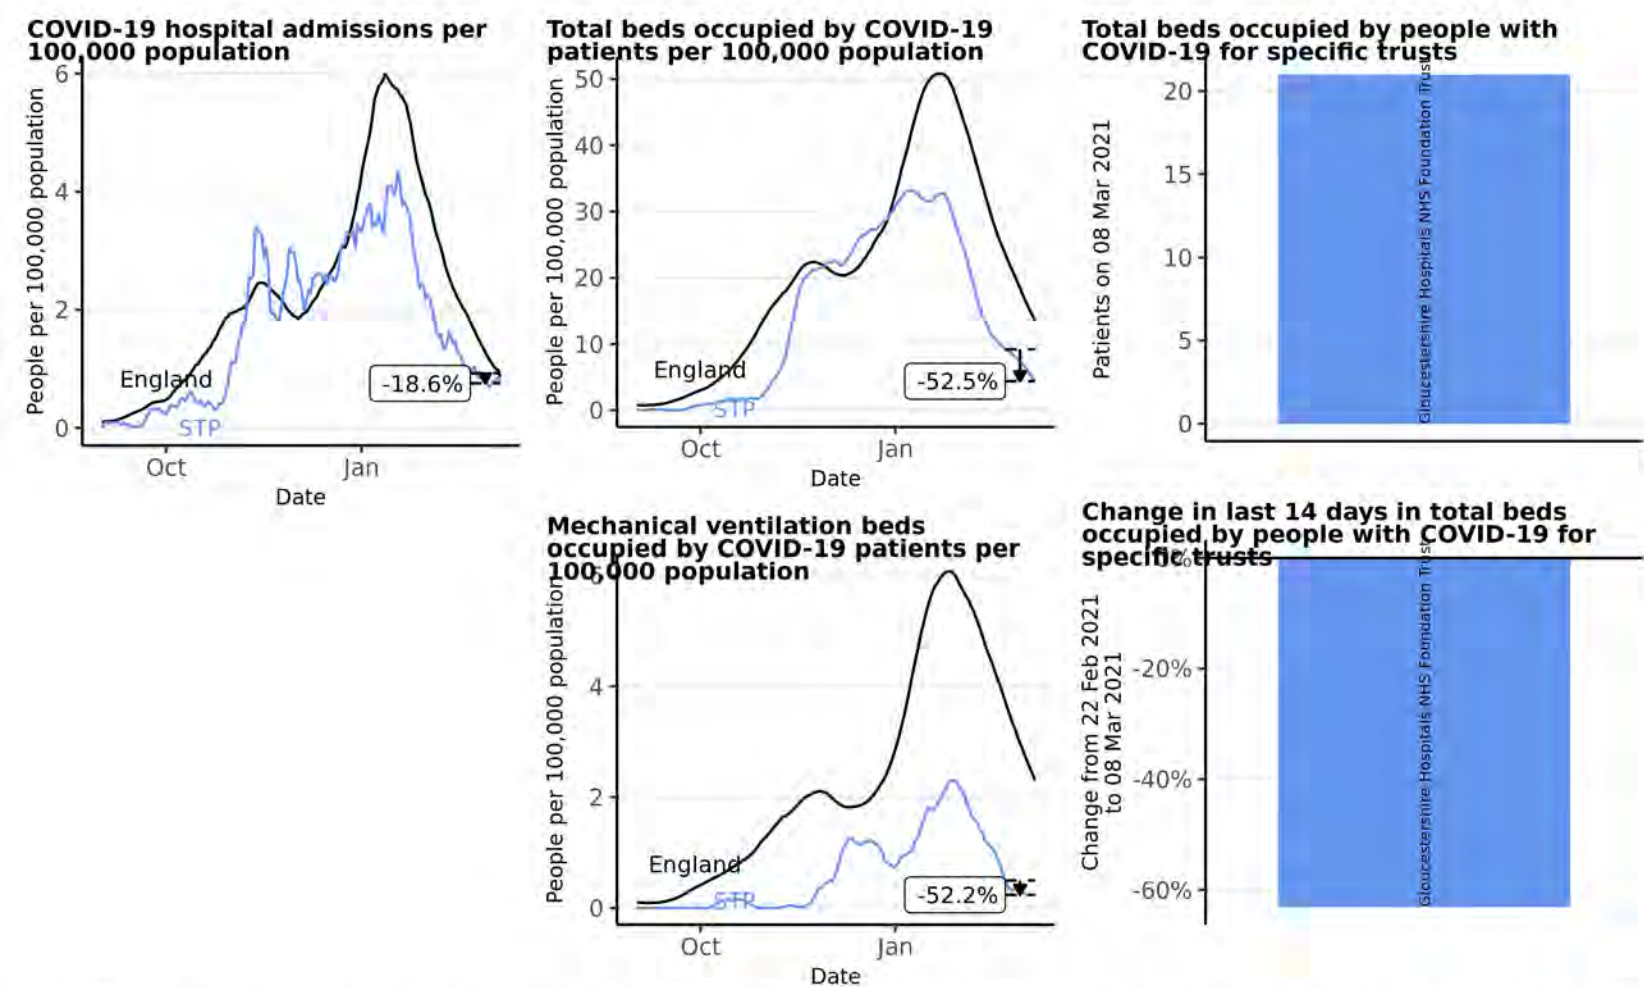 COVID-19 hospital admissions per
100,000 population
People per 100,000 population
6
4
2
0
England
STP
-18.6%
Oct
Jan
Date
Total beds occupied by COVID-19
patients per 100,000 population
People per 100,000 population
50
40
30
20
10
0
England
STP
-52.5%
Oct
Jan
Date
Total beds occupied by people with
COVID-19 for specific trusts
Patients on 08 Mar 2021
20
15
10
5
0
Gloucestershire Hospitals NHS Foundation Trust
Mechanical ventilation beds
occupied by COVID-19 patients per
100,000 population
People per 100,000 population
6
4
2
0
England
STP
-52.2%
Oct
Jan
Date
Change in last 14 days in total beds
occupied by people with COVID-19 for
specific trusts
Change from 22 Feb 2021
to 08 Mar 2021
0%
-20%
-40%
-60%
Gloucestershire Hospitals NHS Foundation Trust